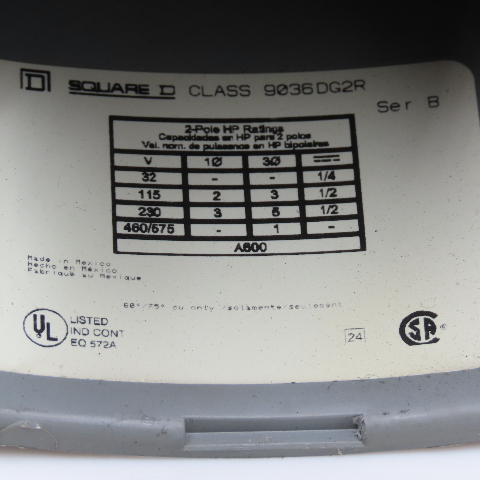 SQUARE D CLASS 9036DG2R
Ser B
2-Pole HP Ratings
Capacidades en HP para 2 polos
Val. nom. de puissance en HP bipolaires
V 1Ø 3Ø
32 - - 1/4
115 2 3 1/2
230 3 5 1/2
460/575 - 1 -
A600
Made in Mexico
Hecho en México
Fabriqué au Mexique
60°/75° cu only /solamente/seulement
UL LISTED
IND CONT
EQ 572A
24
SA